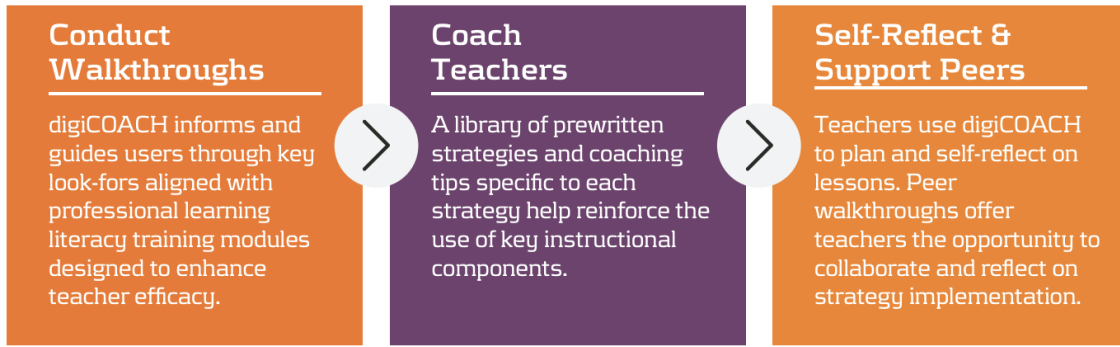 Conduct
Walkthroughs
digiCOACH informs and
guides users through key
look-fors aligned with
professional learning
literacy training modules
designed to enhance
teacher efficacy.
Coach
Teachers
A library of prewritten
strategies and coaching
tips specific to each
strategy help reinforce the
use of key instructional
components.
Self-Reflect &
Support Peers
Teachers use digiCOACH
to plan and self-reflect on
lessons. Peer
walkthroughs offer
teachers the opportunity to
collaborate and reflect on
strategy implementation.